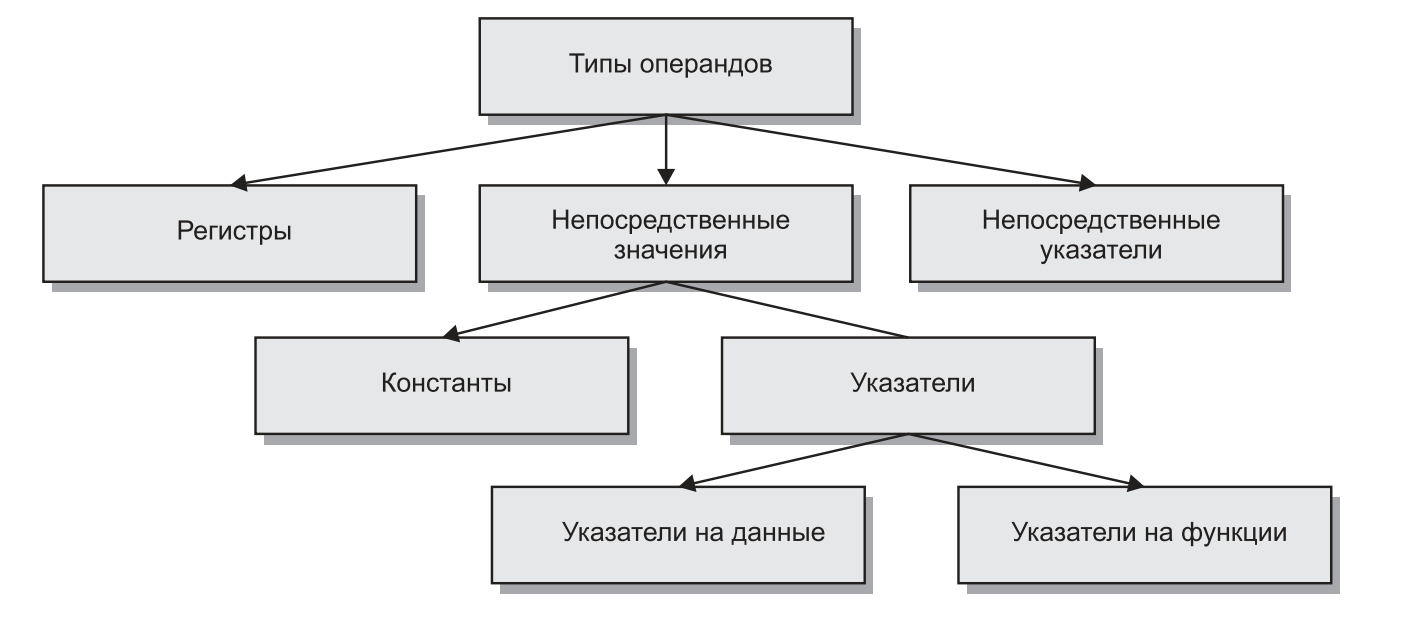 Типы операндов
Регистры
Непосредственные
значения
Непосредственные
указатели
Константы
Указатели
Указатели на данные
Указатели на функции